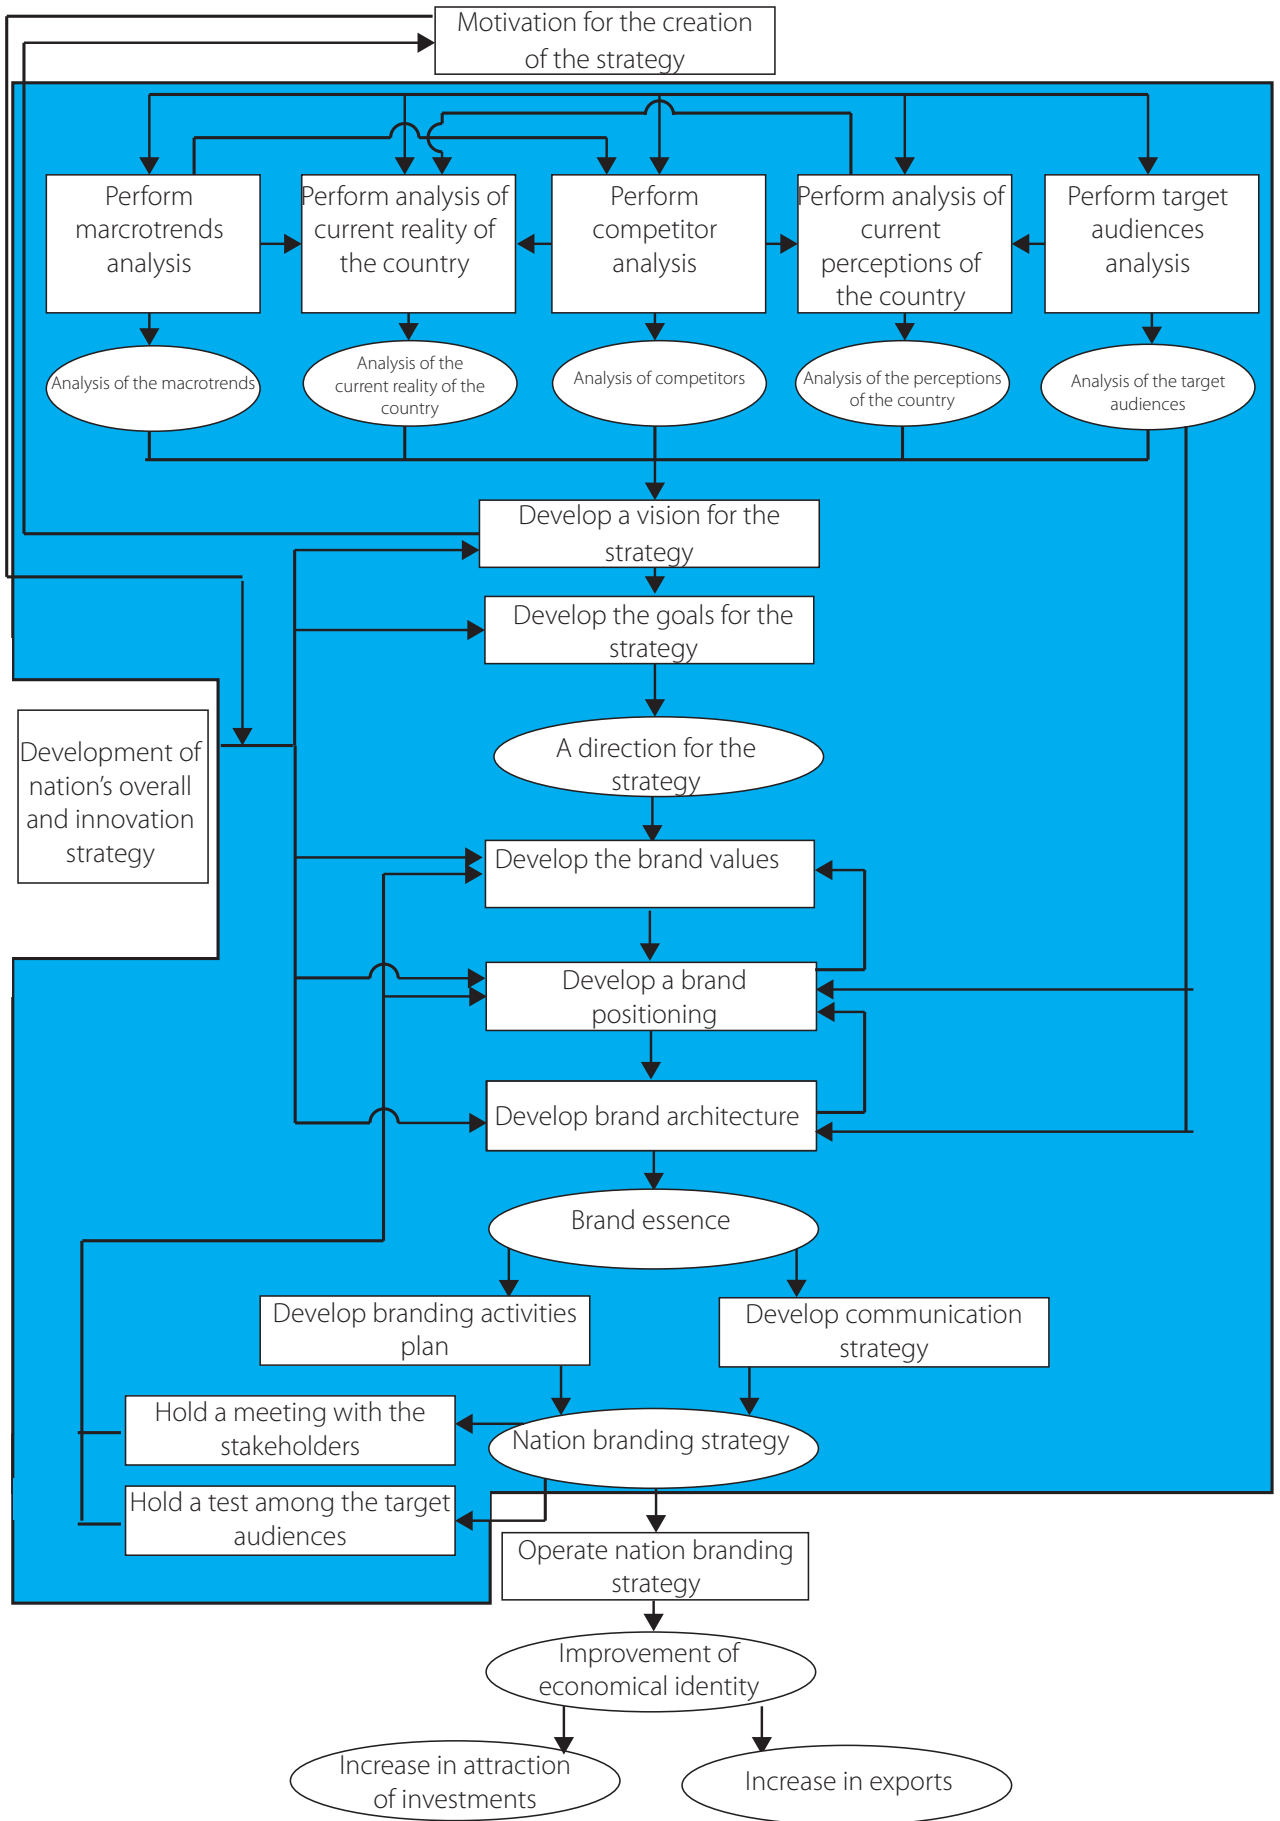 Motivation for the creation
of the strategy
Perform
marcrotrends
analysis
Perform analysis of
current reality of
the country
Perform
competitor
analysis
Perform analysis of
current
perceptions of
the country
Perform target
audiences
analysis
Analysis of the macrotrends
Analysis of the
current reality of the
country
Analysis of competitors
Analysis of the perceptions
of the country
Analysis of the target
audiences
Develop a vision for the
strategy
Develop the goals for the
strategy
A direction for the
strategy
Development of
nation’s overall
and innovation
strategy
Develop the brand values
Develop a brand
positioning
Develop brand architecture
Brand essence
Develop branding activities
plan
Develop communication
strategy
Hold a meeting with the
stakeholders
Nation branding strategy
Hold a test among the target
audiences
Operate nation branding
strategy
Improvement of
economical identity
Increase in attraction
of investments
Increase in exports